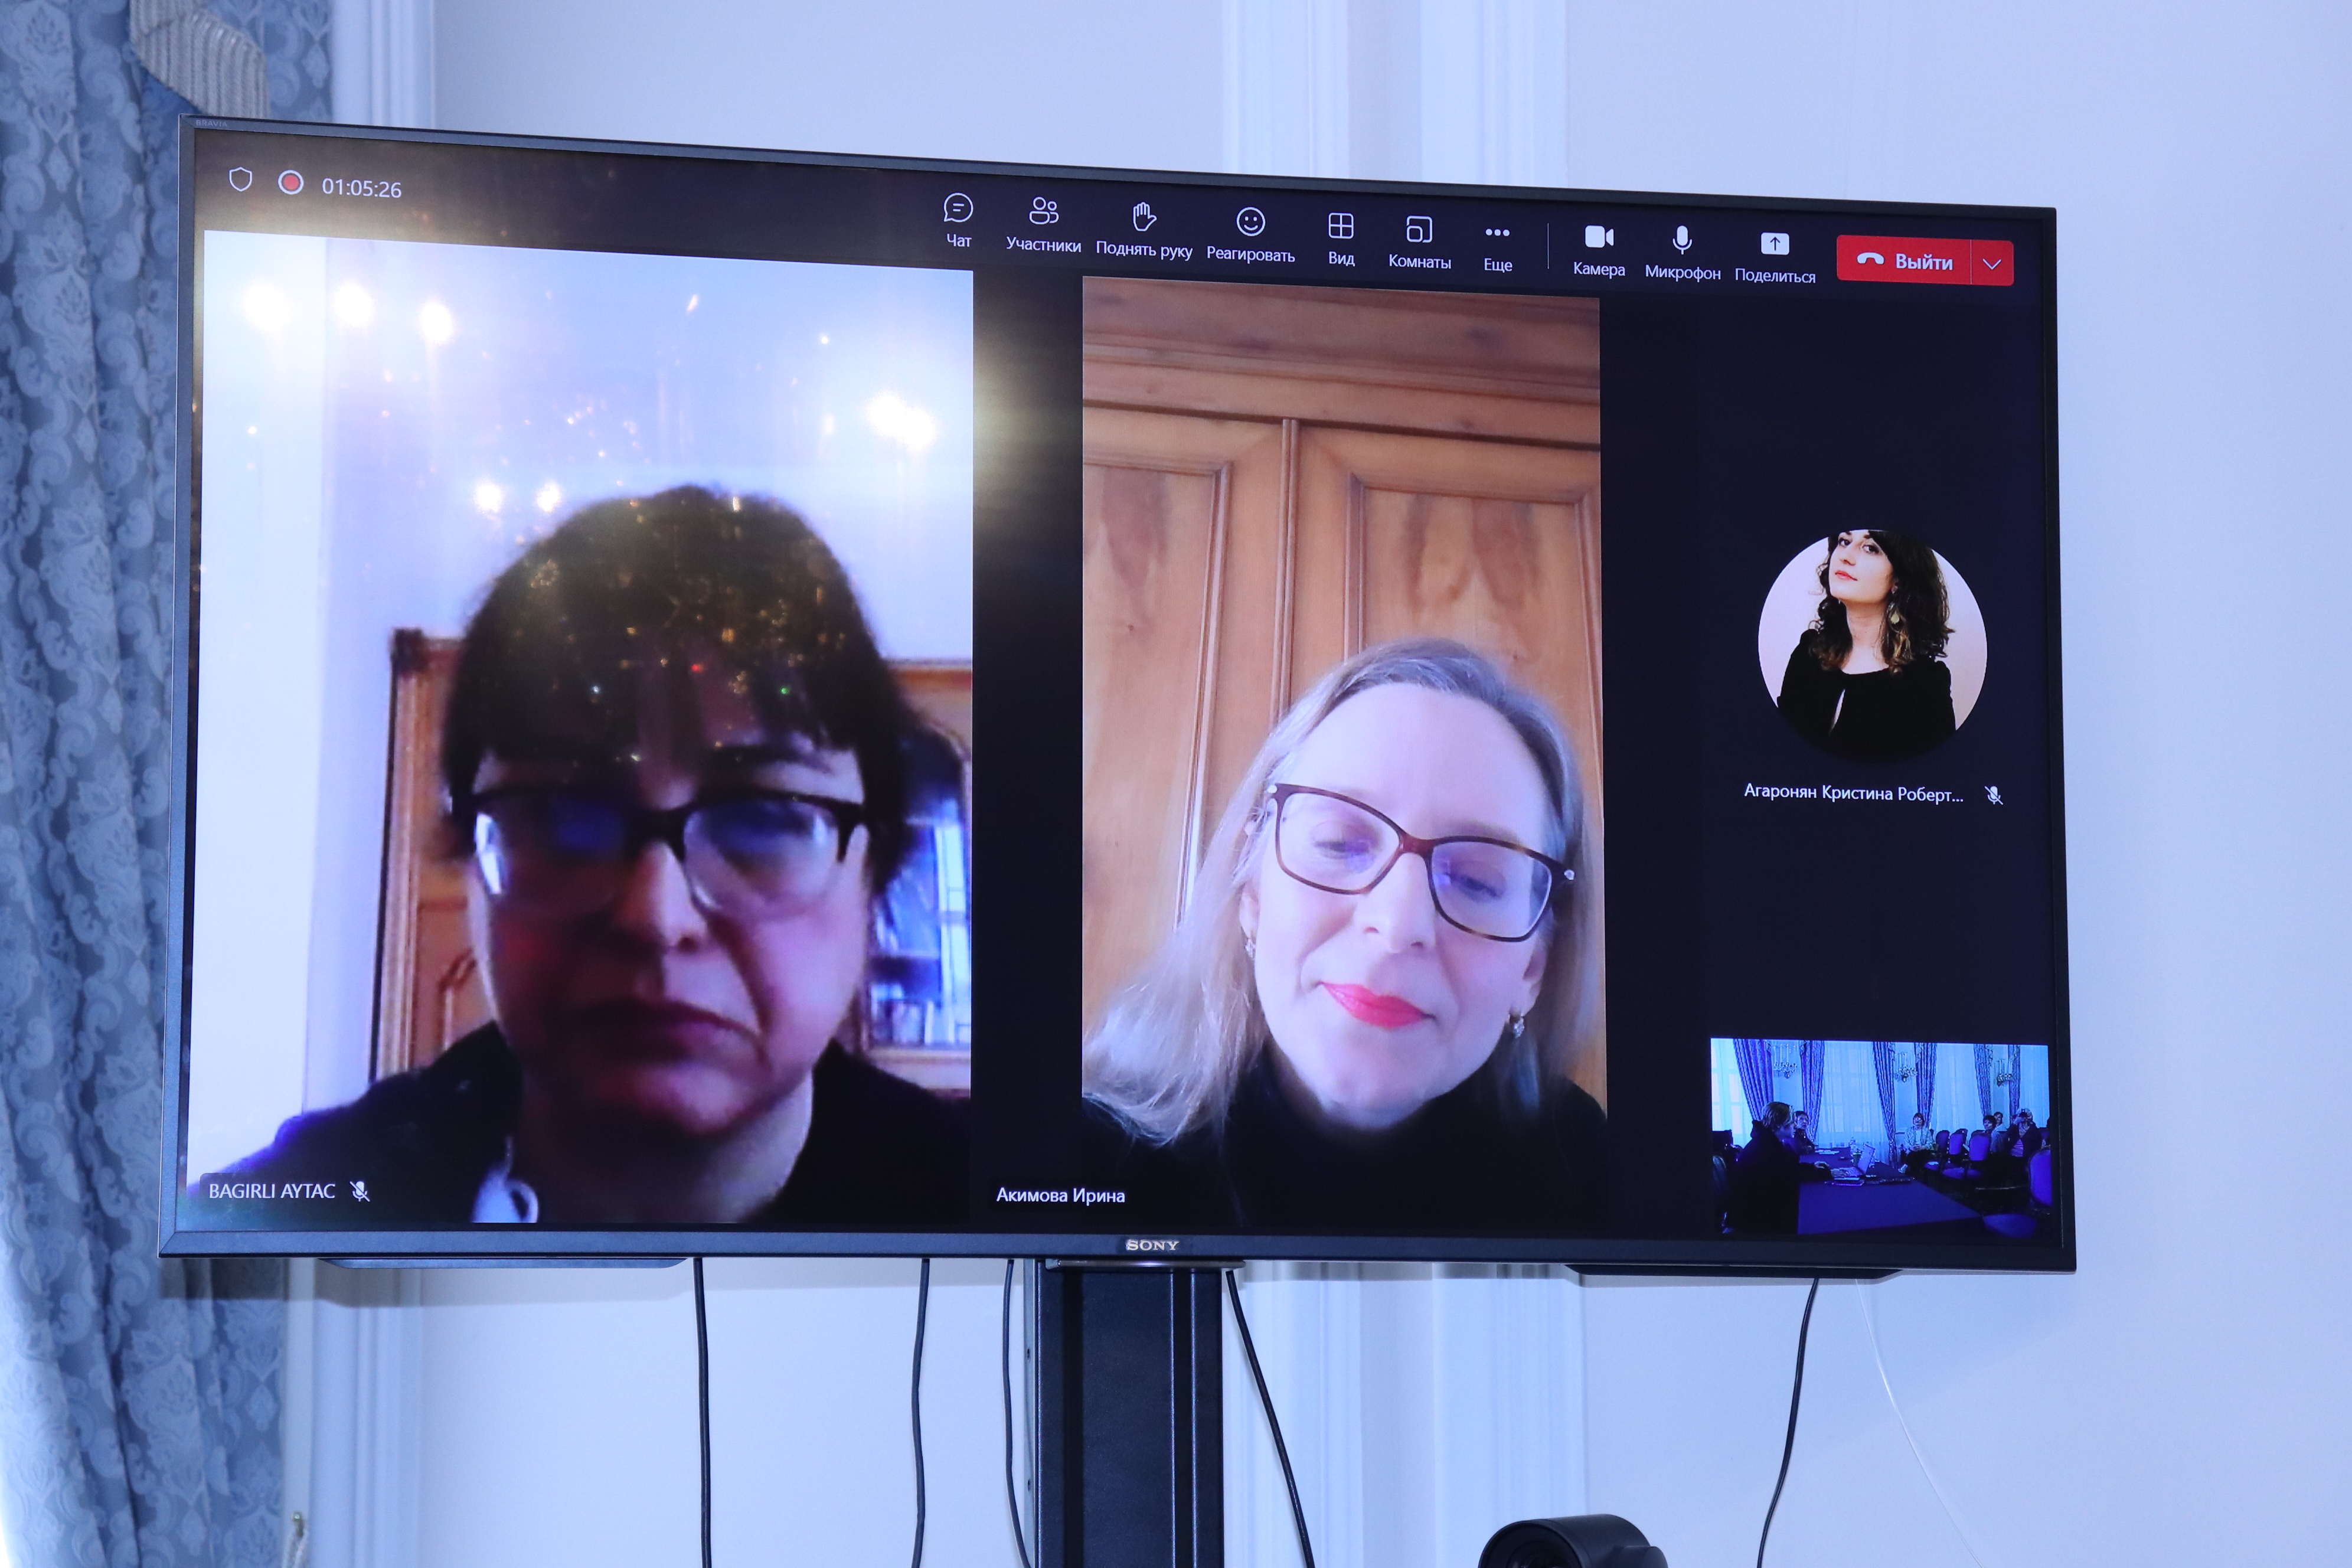 BRAVIA
01:05:26
Чат
Участники
Поднять руку
Реагировать
Вид
Комнаты
Еще
Камера
Микрофон
Поделиться
Выйти
Агаронян Кристина Роберт...
BAGIRLI AYTAC
Акимова Ирина
SONY